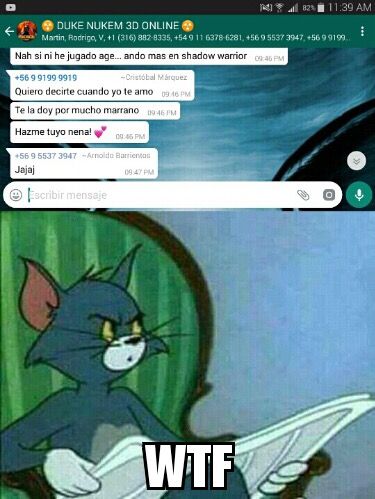 82% 11:39 AM
DUKE NUKEM 3D ONLINE
Martin, Rodrigo, V, +1 (316) 882-8335, +54 9 11 6378-6281, +56 9 5537 3947, +56 9 9199...
Nah si ni he jugado age... ando mas en shadow warrior 09:46 PM
+56 9 9199 9919 ~Cristóbal Márquez
Quiero decirte cuando yo te amo 09:46 PM
Te la doy por mucho marrano 09:46 PM
Hazme tuyo nena! 💕 09:46 PM
+56 9 5537 3947 ~Arnoldo Barrientos
Jajaj 09:47 PM
Escribir mensaje
WTF